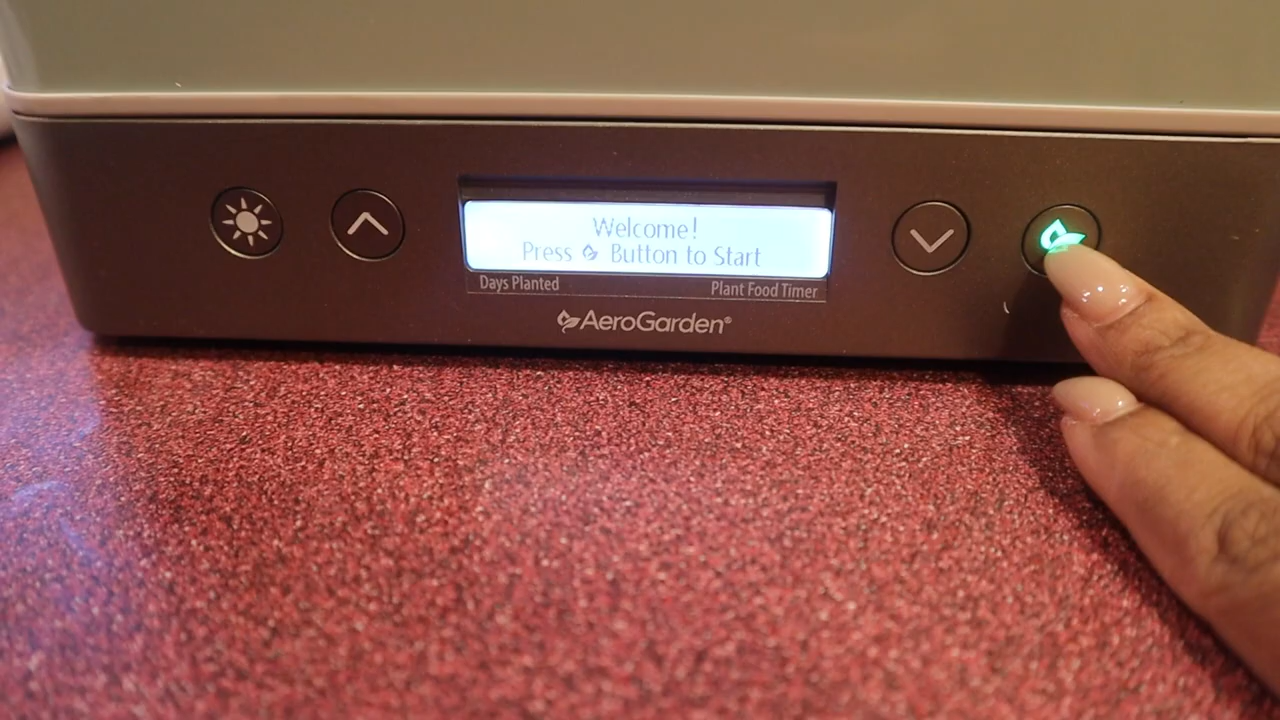 Welcome!
Press Button to Start
Days Planted
Plant Food Timer
AeroGarden®